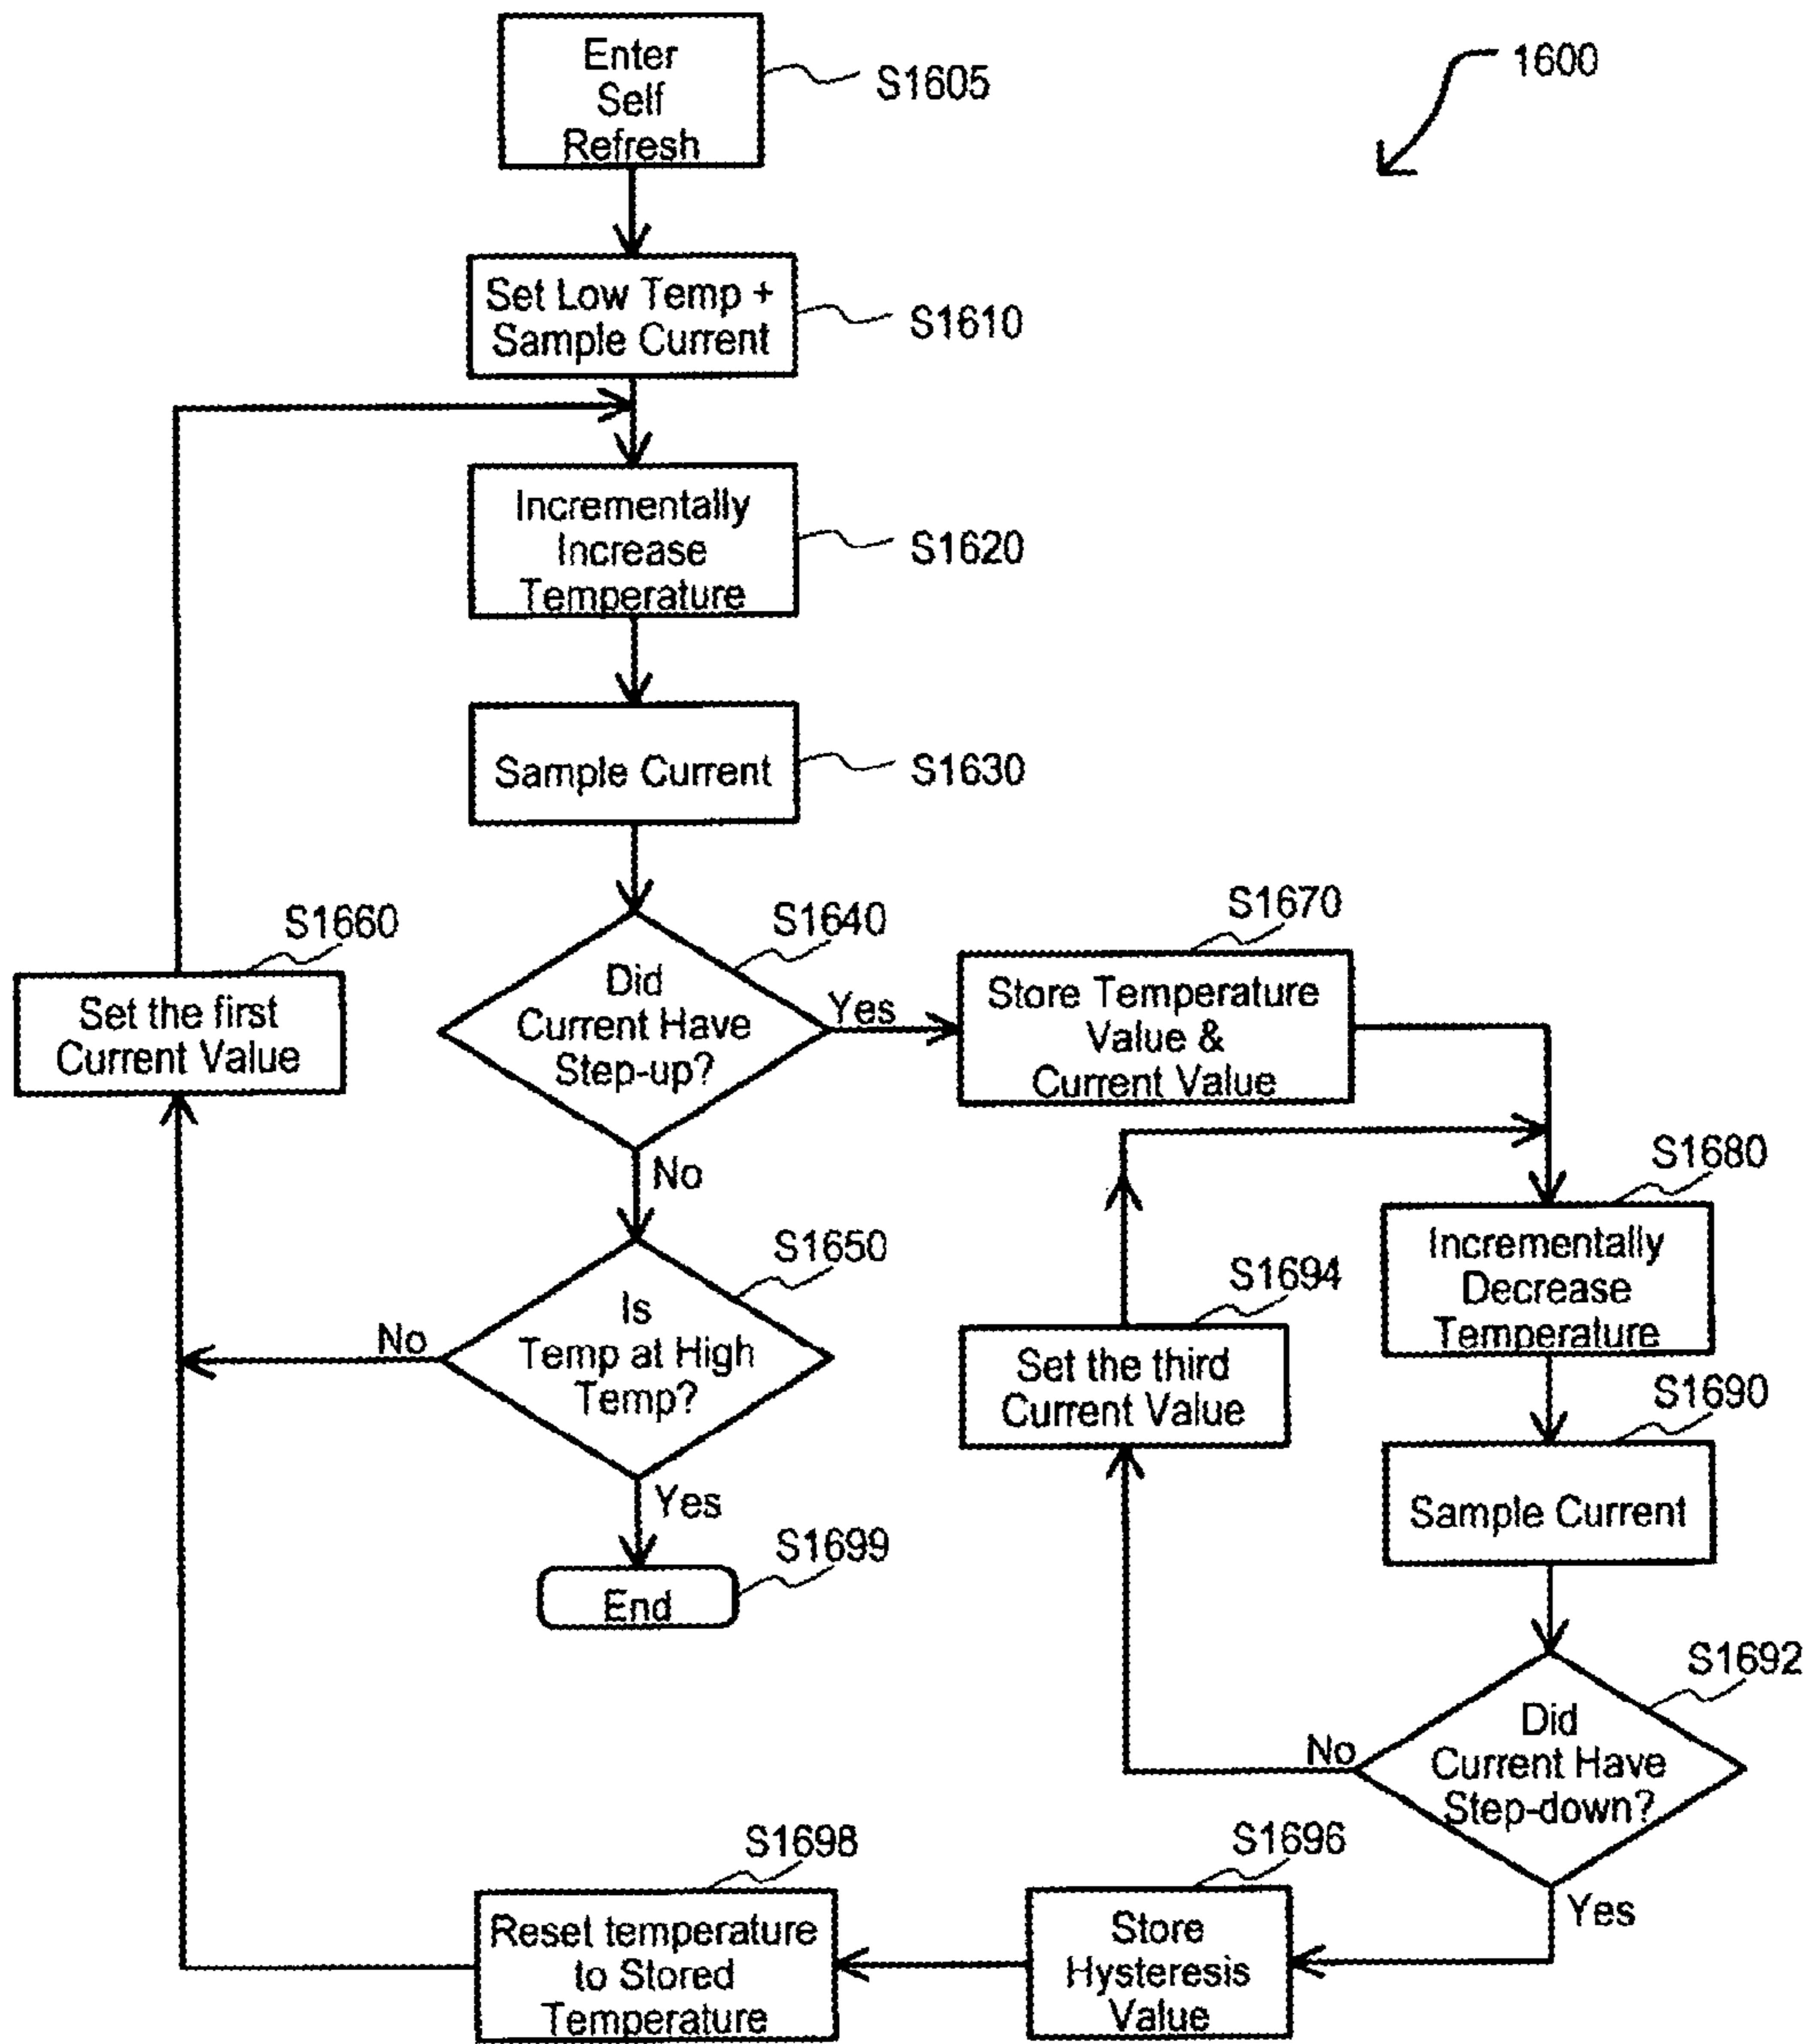 Enter
Self
Refresh
S1605
1600
Set Low Temp +
Sample Current
S1610
Incrementally
Increase
Temperature
S1620
Sample Current
S1630
S1660
Set the first
Current Value
S1640
Did
Current Have
Step-up?
Yes
No
S1670
Store Temperature
Value &
Current Value
S1680
Incrementally
Decrease
Temperature
S1650
Is
Temp at High
Temp?
No
Yes
S1694
Set the third
Current Value
S1690
Sample Current
S1699
End
S1692
Did
Current Have
Step-down?
No
Yes
S1698
Reset temperature
to Stored
Temperature
S1696
Store
Hysteresis
Value